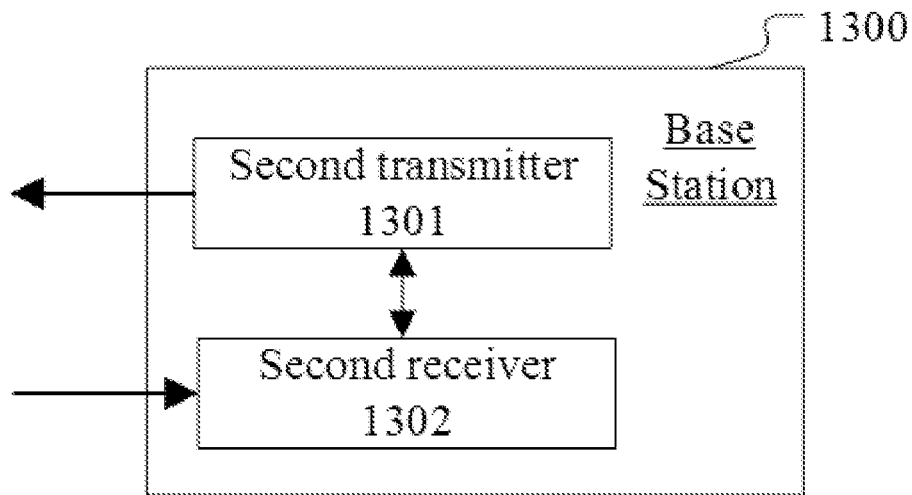 1300
Base
Station
Second transmitter
1301
Second receiver
1302